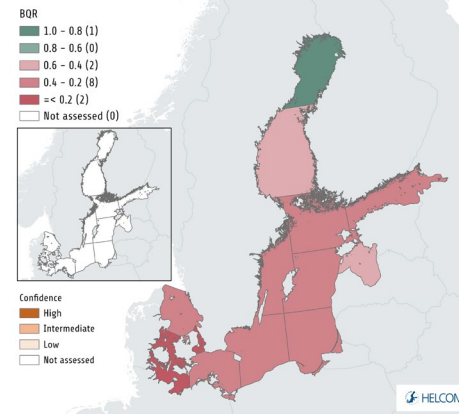 BQR
1.0 – 0.8 (1)
0.8 – 0.6 (0)
0.6 – 0.4 (2)
0.4 – 0.2 (8)
=< 0.2 (2)
Not assessed (0)
Confidence
High
Intermediate
Low
Not assessed
HELCOM